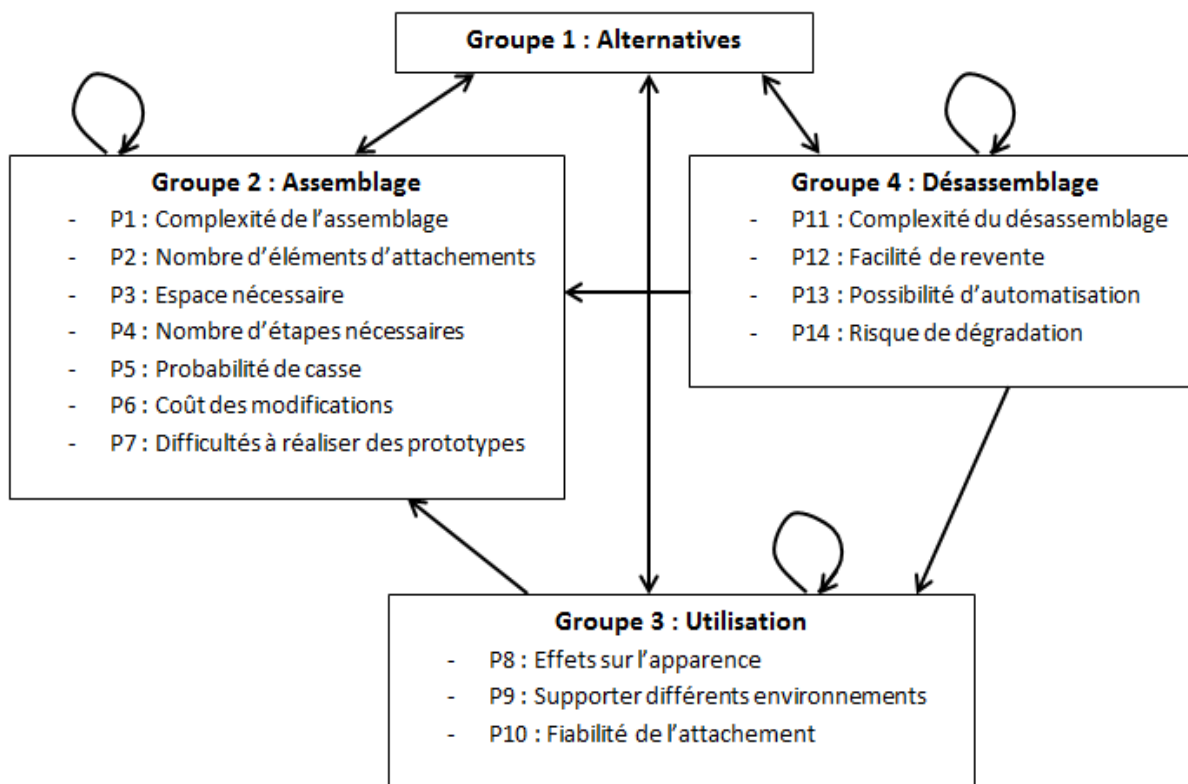 Groupe 1 : Alternatives
Groupe 2 : Assemblage
- P1 : Complexité de l'assemblage
- P2 : Nombre d'éléments d'attachements
- P3 : Espace nécessaire
- P4 : Nombre d'étapes nécessaires
- P5 : Probabilité de casse
- P6 : Coût des modifications
- P7 : Difficultés à réaliser des prototypes
Groupe 4 : Désassemblage
- P11 : Complexité du désassemblage
- P12 : Facilité de revente
- P13 : Possibilité d'automatisation
- P14 : Risque de dégradation
Groupe 3 : Utilisation
- P8 : Effets sur l'apparence
- P9 : Supporter différents environnements
- P10 : Fiabilité de l'attachement